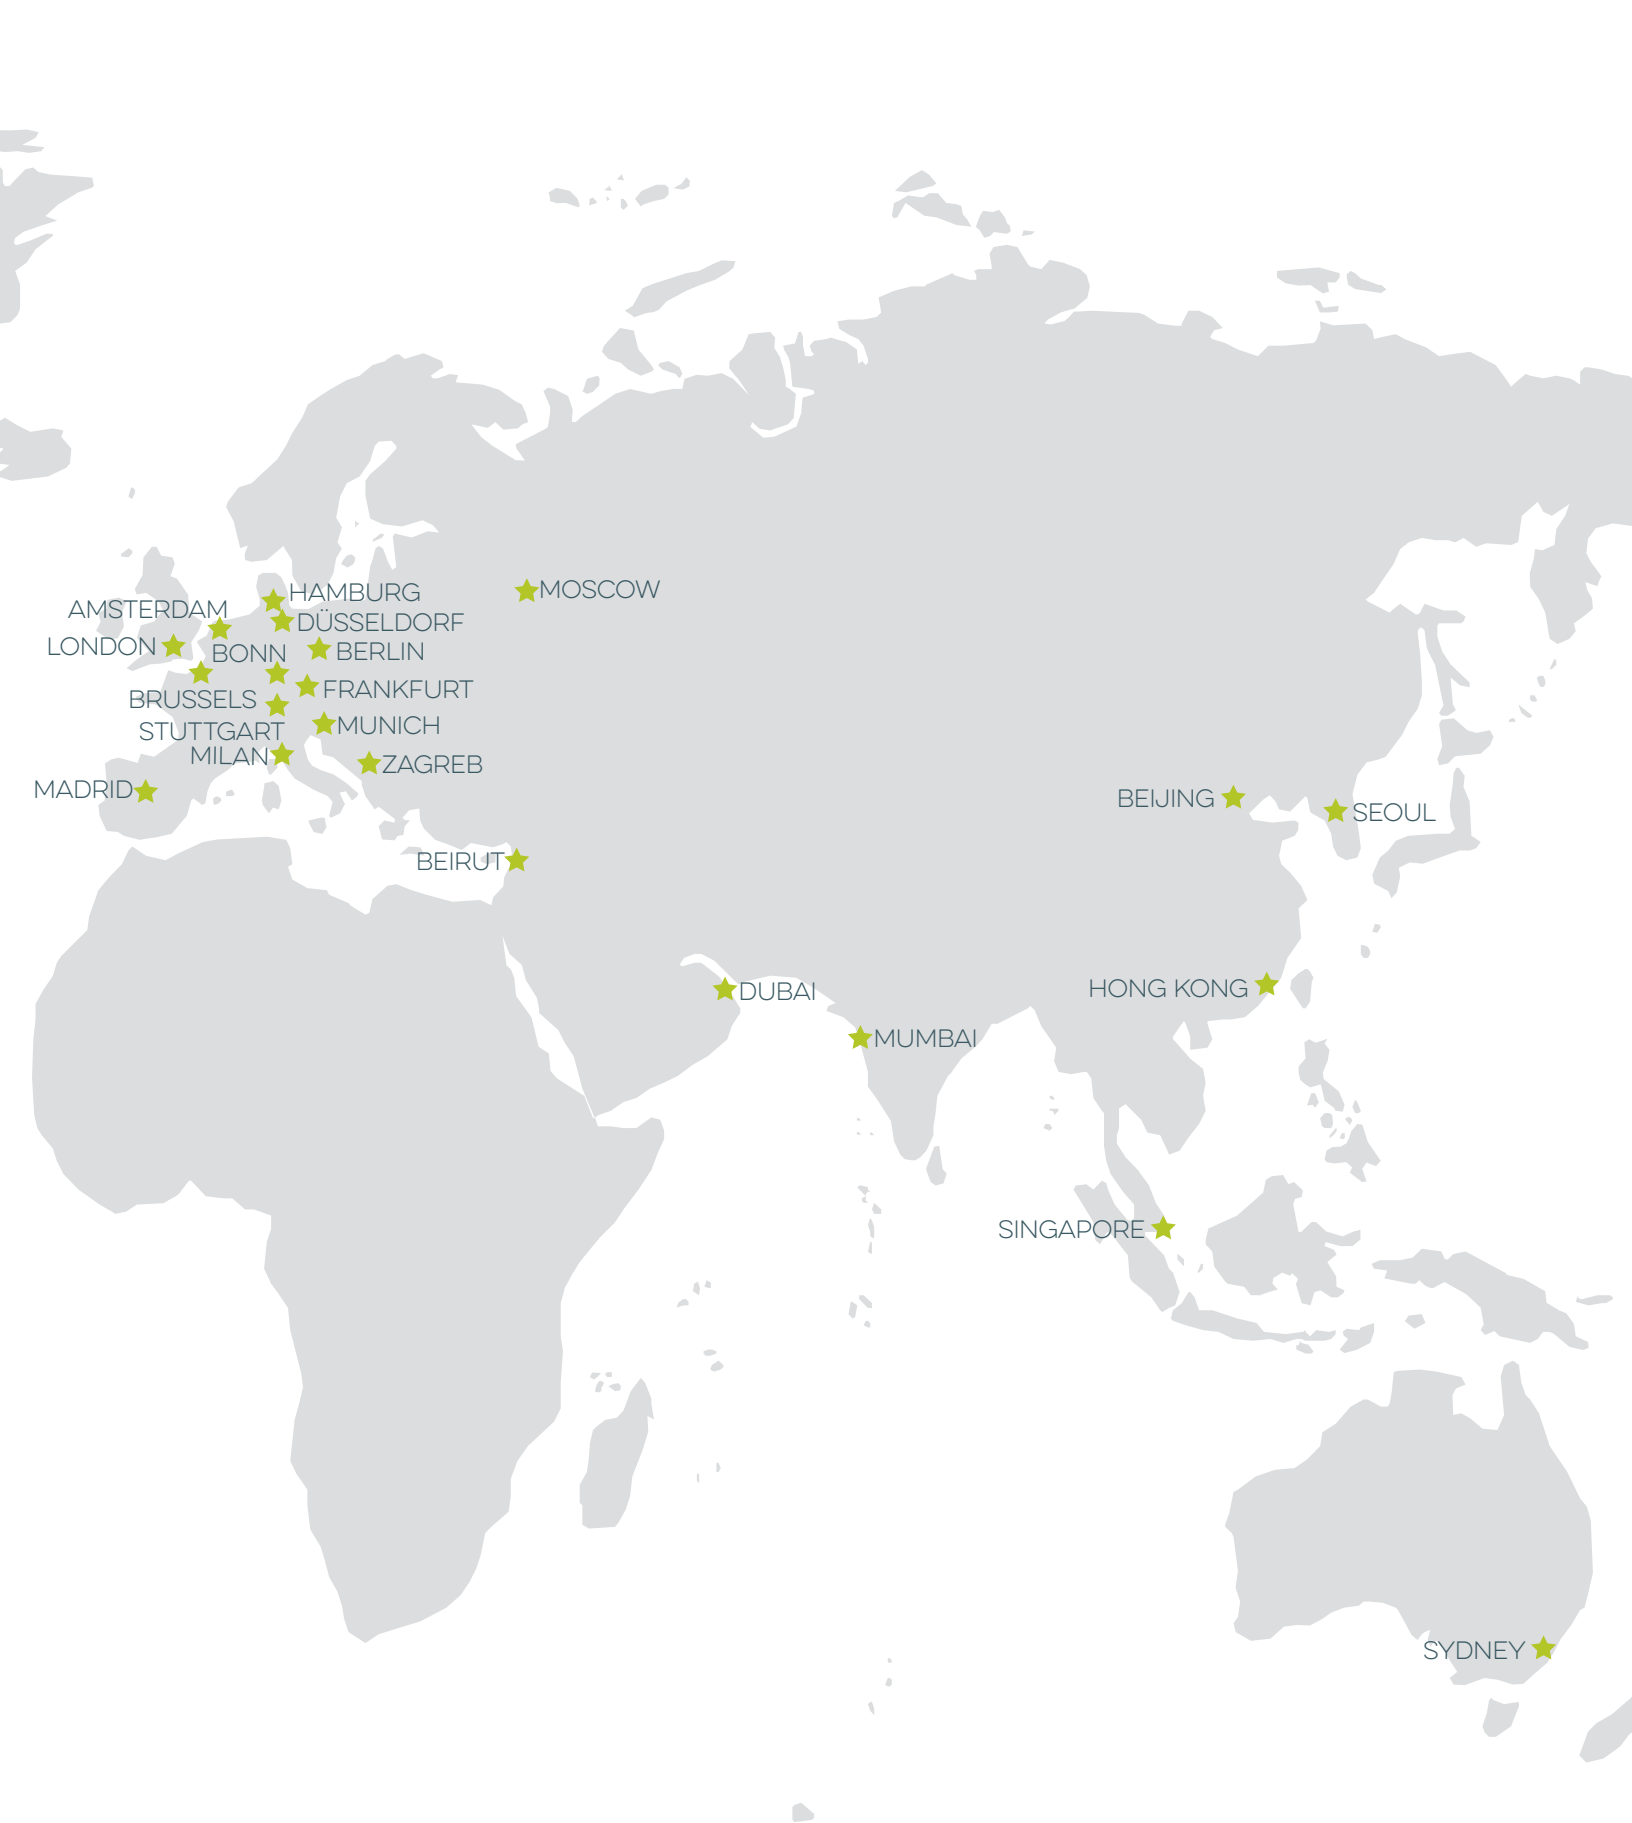 MOSCOW
HAMBURG
AMSTERDAM
DÜSSELDORF
LONDON
BONN
BERLIN
FRANKFURT
BRUSSELS
MUNICH
STUTTGART
MILAN
ZAGREB
MADRID
BEIJING
SEOUL
BEIRUT
HONG KONG
DUBAI
MUMBAI
SINGAPORE
SYDNEY